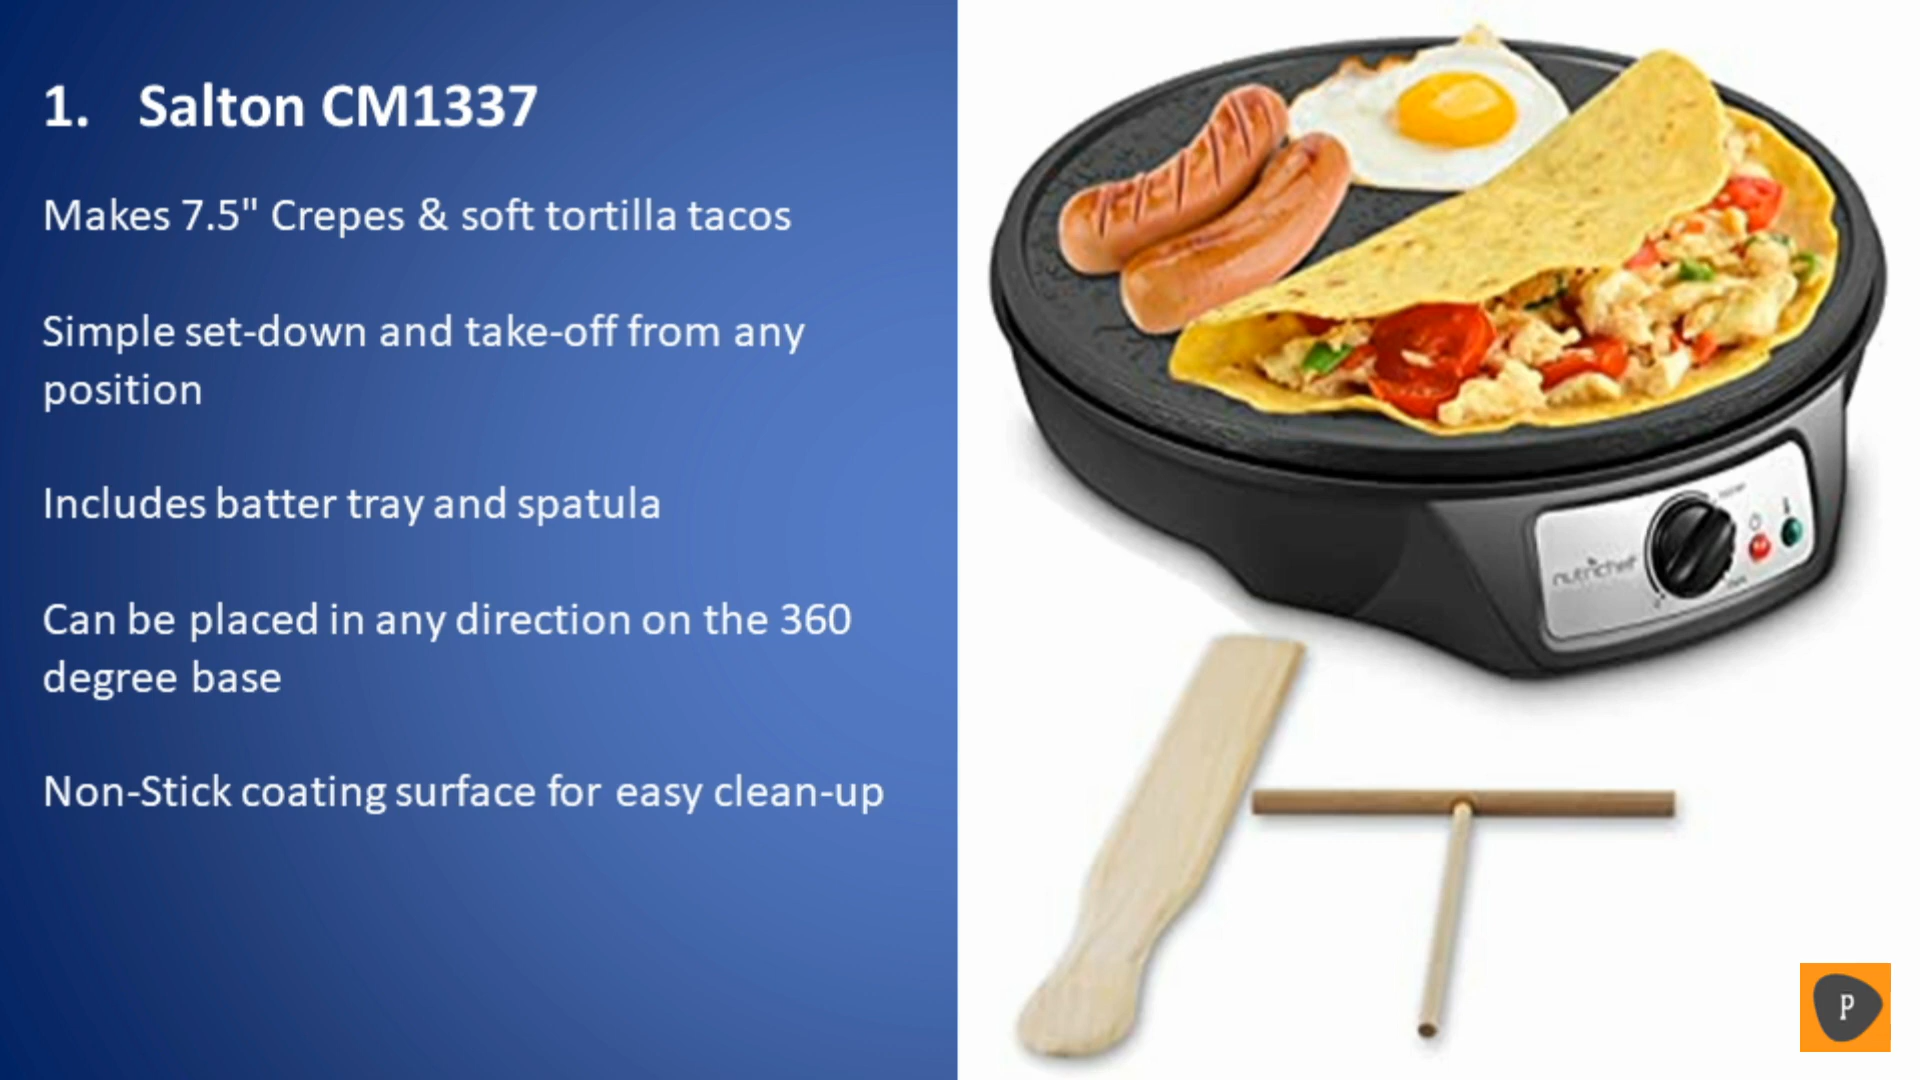 1. Salton CM1337
Makes 7.5" Crepes & soft tortilla tacos
Simple set-down and take-off from any
position
Includes batter tray and spatula
Can be placed in any direction on the 360
degree base
Non-Stick coating surface for easy clean-up
nutrichef
P